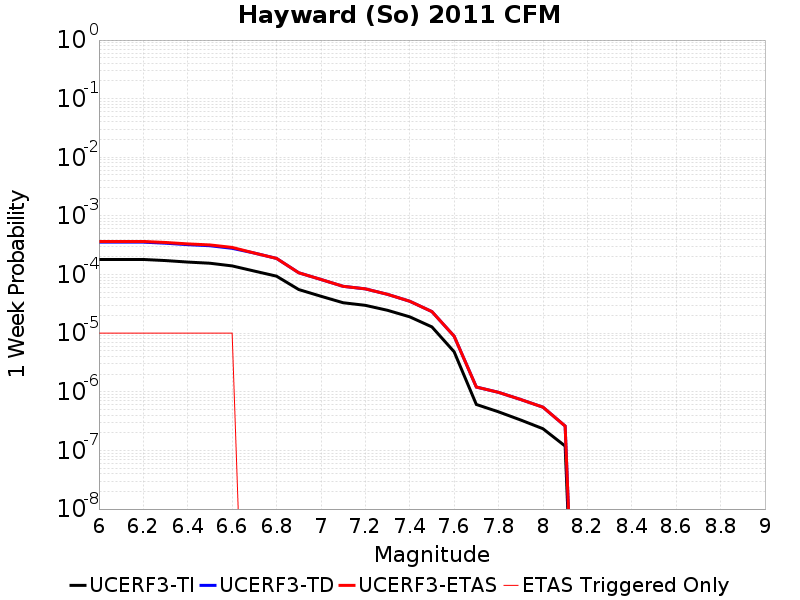 Hayward (So) 2011 CFM
1 Week Probability
10^0
10^-1
10^-2
10^-3
10^-4
10^-5
10^-6
10^-7
10^-8
6 6.2 6.4 6.6 6.8 7 7.2 7.4 7.6 7.8 8 8.2 8.4 8.6 8.8 9
Magnitude
UCERF3-TI UCERF3-TD UCERF3-ETAS ETAS Triggered Only